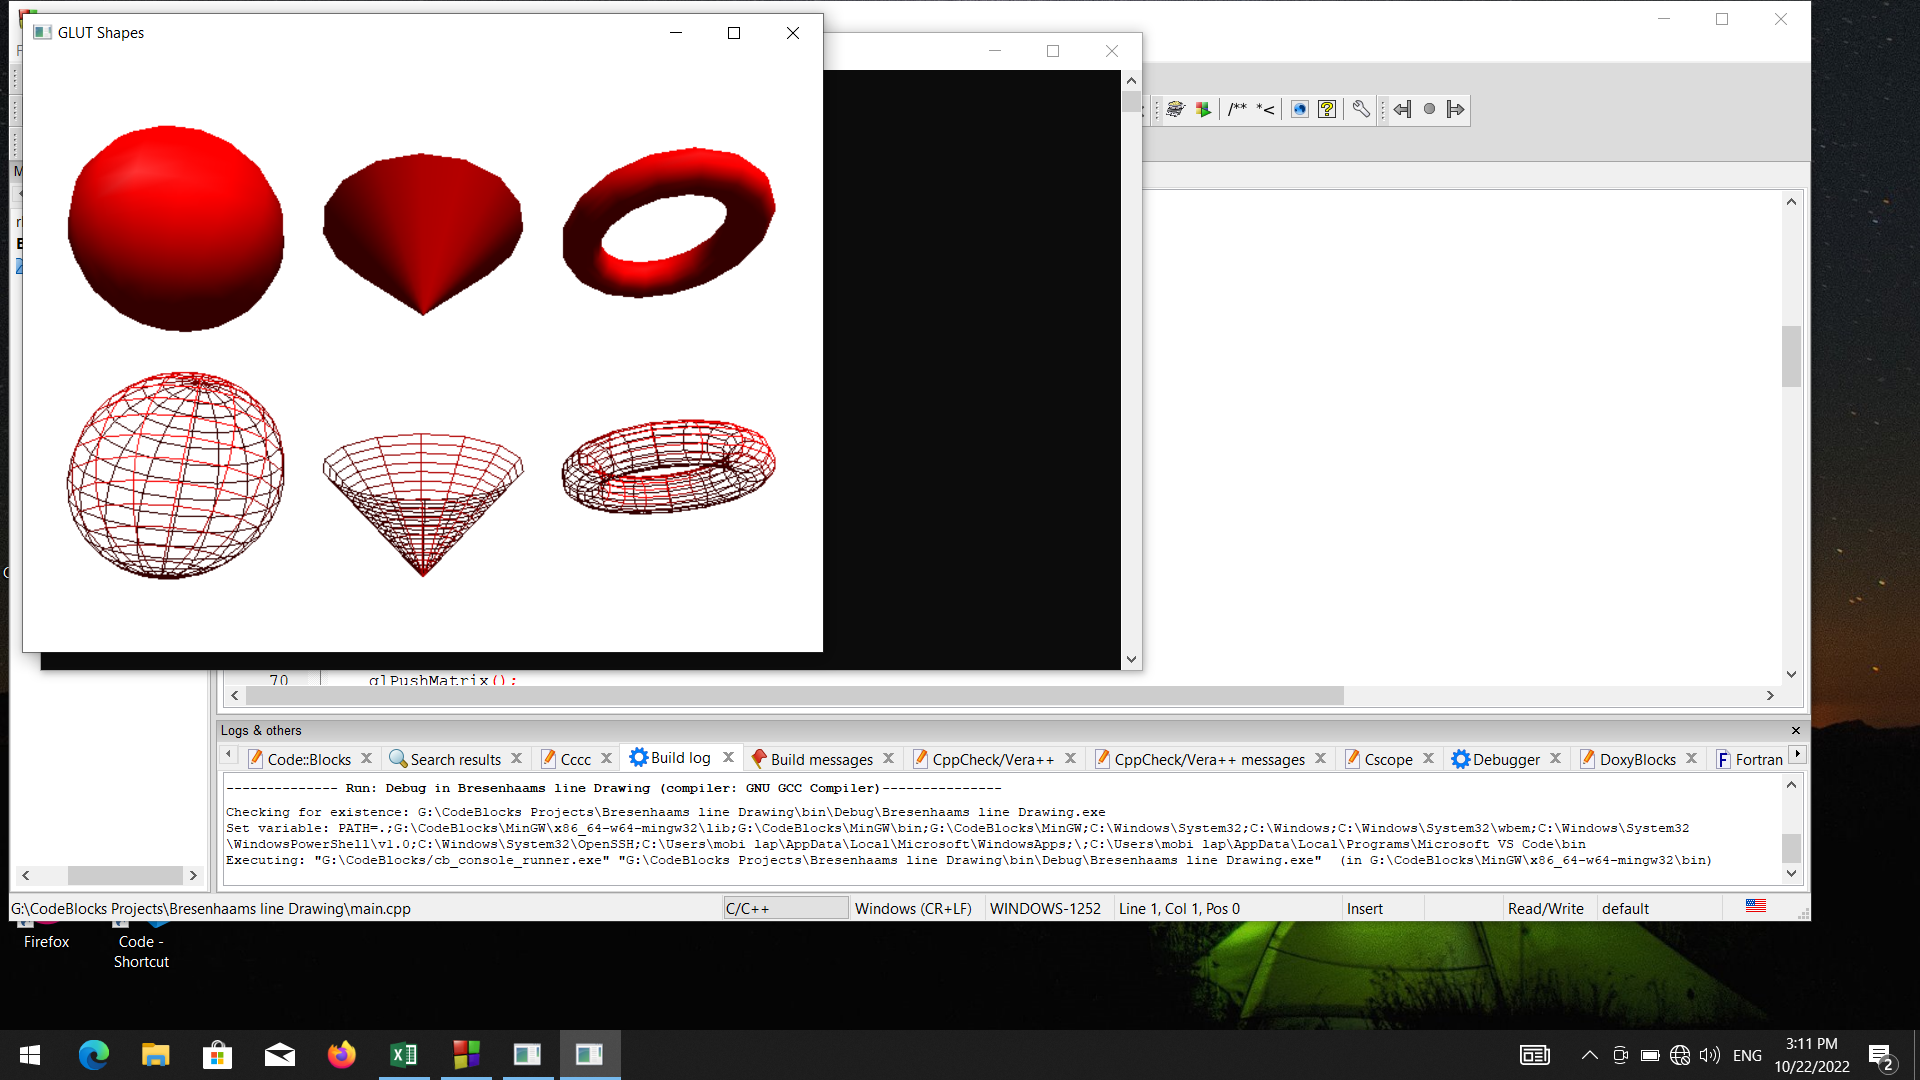 GLUT Shapes
/** *<
70 glPushMatrix();
Logs & others
Code::Blocks Search results Cccc Build log Build messages CppCheck/Vera++ CppCheck/Vera++ messages Cscope Debugger DoxyBlocks Fortran
-------------- Run: Debug in Bresenhaams line Drawing (compiler: GNU GCC Compiler)---------------
Checking for existence: G:\CodeBlocks Projects\Bresenhaams line Drawing\bin\Debug\Bresenhaams line Drawing.exe
Set variable: PATH=.;G:\CodeBlocks\MinGW\x86_64-w64-mingw32\lib;G:\CodeBlocks\MinGW\bin;G:\CodeBlocks\MinGW;C:\Windows\System32;C:\Windows;C:\Windows\System32\wbem;C:\Windows\System32
\WindowsPowerShell\v1.0;C:\Windows\System32\OpenSSH;C:\Users\mobi lap\AppData\Local\Microsoft\WindowsApps;\;C:\Users\mobi lap\AppData\Local\Programs\Microsoft VS Code\bin
Executing: "G:\CodeBlocks/cb_console_runner.exe" "G:\CodeBlocks Projects\Bresenhaams line Drawing\bin\Debug\Bresenhaams line Drawing.exe"  (in G:\CodeBlocks\MinGW\x86_64-w64-mingw32\bin)
G:\CodeBlocks Projects\Bresenhaams line Drawing\main.cpp C/C++ Windows (CR+LF) WINDOWS-1252 Line 1, Col 1, Pos 0 Insert Read/Write default
Firefox
Code -
Shortcut
ENG
3:11 PM
10/22/2022
2